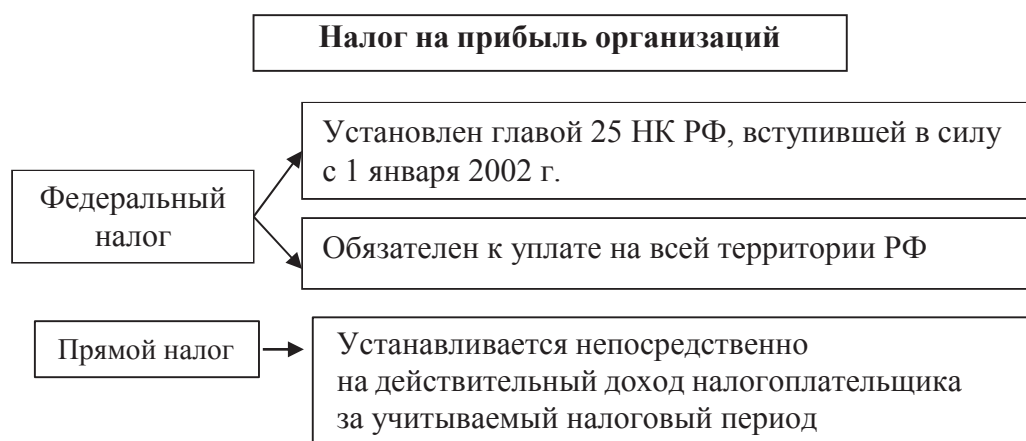 Налог на прибыль организаций
Установлен главой 25 НК РФ, вступившей в силу
с 1 января 2002 г.
Федеральный
налог
Обязателен к уплате на всей территории РФ
Прямой налог
Устанавливается непосредственно
на действительный доход налогоплательщика
за учитываемый налоговый период